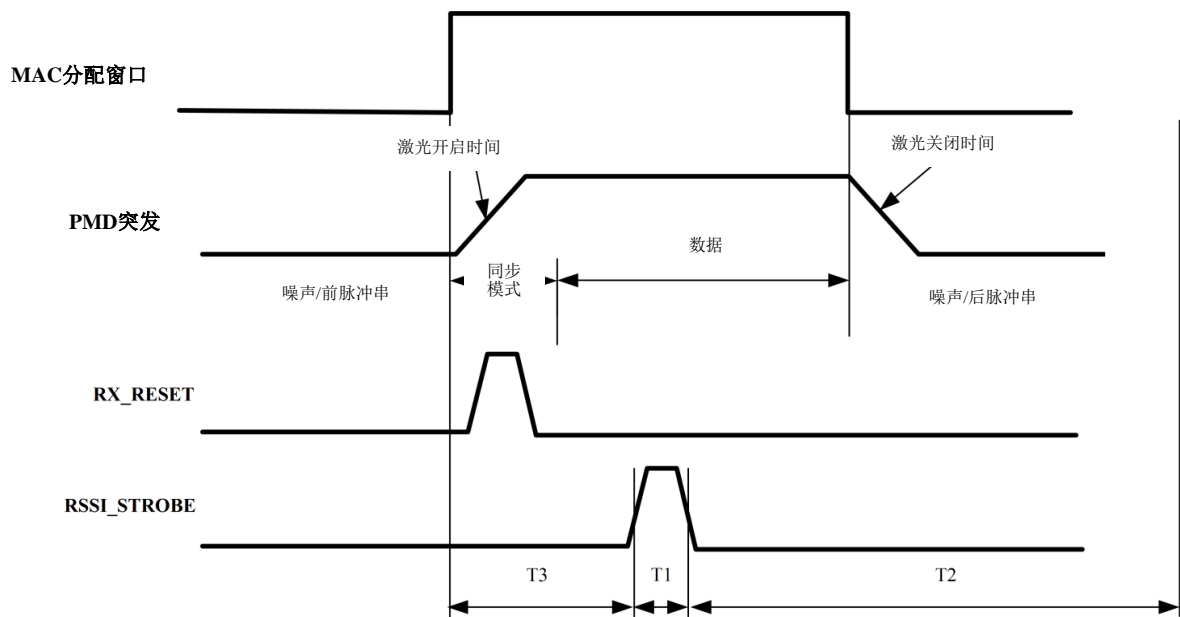 MAC分配窗口
激光开启时间
激光关闭时间
PMD突发
数据
同步
模式
噪声/前脉冲串
噪声/后脉冲串
RX_RESET
RSSI_STROBE
T3
T1
T2